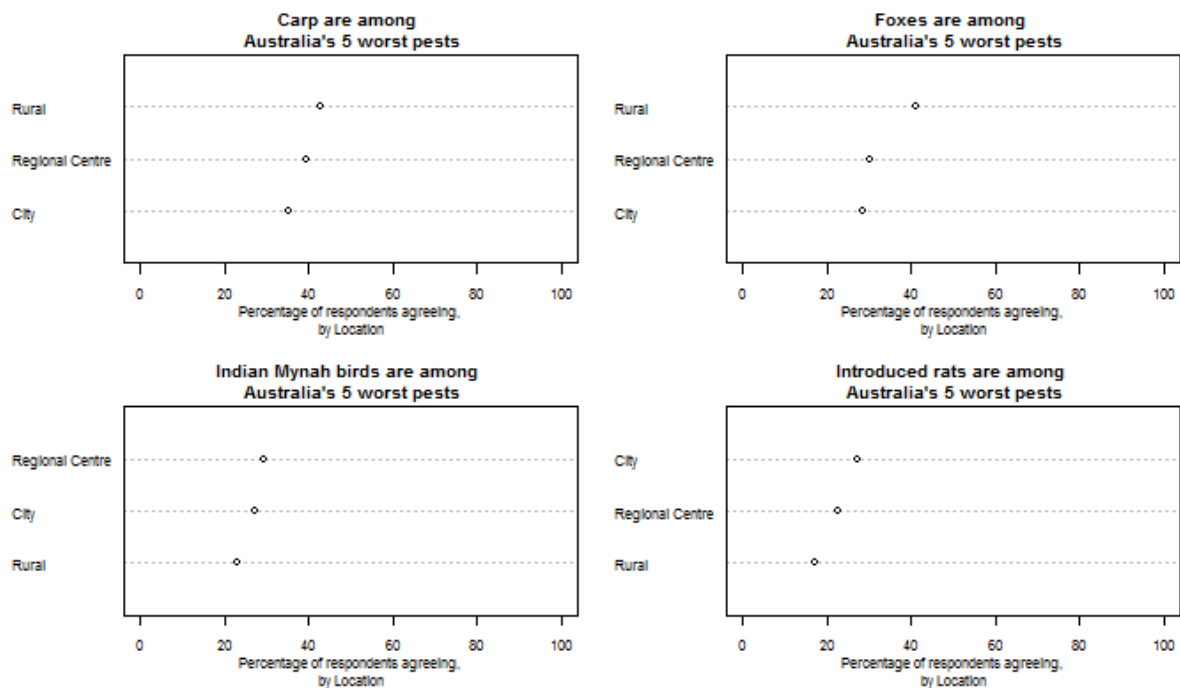 Carp are among
Australia's 5 worst pests
Rural
Regional Centre
City
0 20 40 60 80 100
Percentage of respondents agreeing,
by Location
Foxes are among
Australia's 5 worst pests
Rural
Regional Centre
City
0 20 40 60 80 100
Percentage of respondents agreeing,
by Location
Indian Mynah birds are among
Australia's 5 worst pests
Regional Centre
City
Rural
0 20 40 60 80 100
Percentage of respondents agreeing,
by Location
Introduced rats are among
Australia's 5 worst pests
City
Regional Centre
Rural
0 20 40 60 80 100
Percentage of respondents agreeing,
by Location